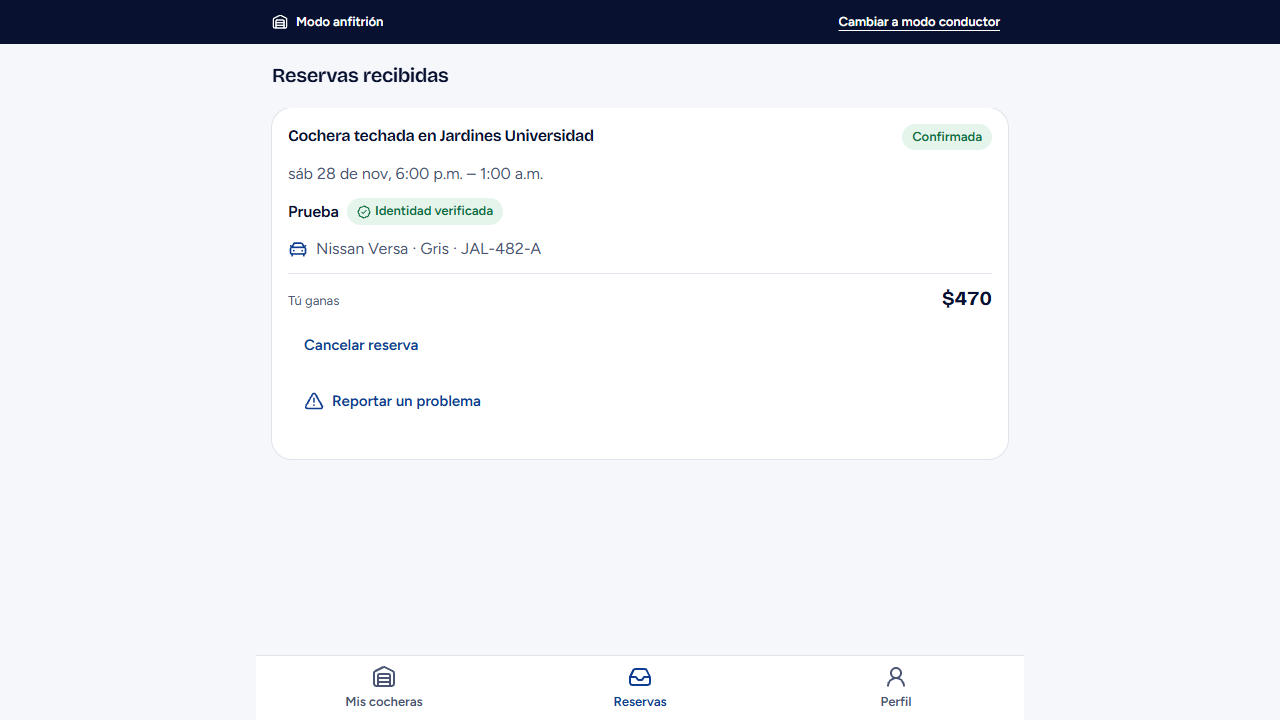 Modo anfitrión
Cambiar a modo conductor
Reservas recibidas
Cochera techada en Jardines Universidad
Confirmada
sáb 28 de nov, 6:00 p.m. – 1:00 a.m.
Prueba
Identidad verificada
Nissan Versa · Gris · JAL-482-A
Tú ganas
$470
Cancelar reserva
Reportar un problema
Mis cocheras
Reservas
Perfil